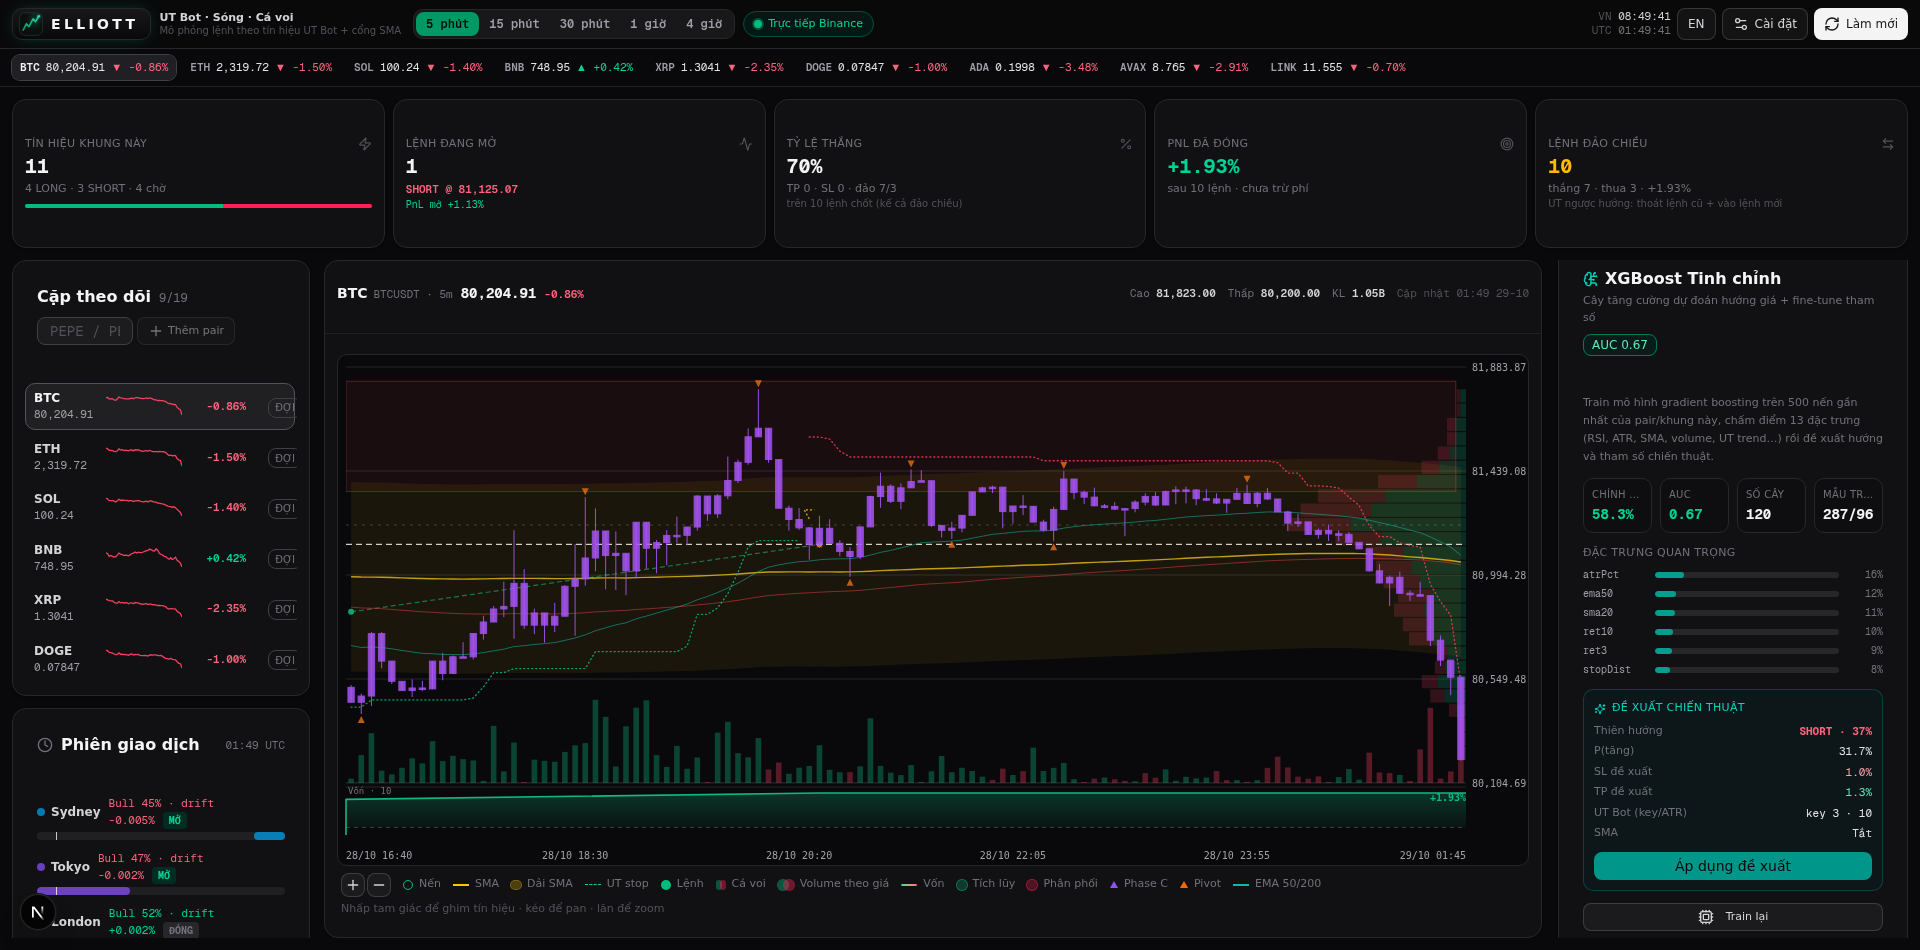 ELLIOTT
UT Bot · Sóng · Cá voi
Mô phỏng lệnh theo tín hiệu UT Bot + cổng SMA
5 phút 15 phút 30 phút 1 giờ 4 giờ
Trực tiếp Binance
VN 08:49:41
UTC 01:49:41
EN
Cài đặt
Làm mới
BTC 80,204.91 ▼ -0.86% ETH 2,319.72 ▼ -1.50% SOL 100.24 ▼ -1.40% BNB 748.95 ▲ +0.42% XRP 1.3041 ▼ -2.35% DOGE 0.07847 ▼ -1.00% ADA 0.1998 ▼ -3.48% AVAX 8.765 ▼ -2.91% LINK 11.555 ▼ -0.70%
TÍN HIỆU KHUNG NÀY
11
4 LONG · 3 SHORT · 4 chờ
LỆNH ĐANG MỞ
1
SHORT @ 81,125.07
PnL mở +1.13%
TỶ LỆ THẮNG
70%
TP 0 · SL 0 · đảo 7/3
trên 10 lệnh chốt (kể cả đảo chiều)
PNL ĐÃ ĐÓNG
+1.93%
sau 10 lệnh · chưa trừ phí
LỆNH ĐẢO CHIỀU
10
thắng 7 · thua 3 · +1.93%
UT ngược hướng: thoát lệnh cũ + vào lệnh mới
Cặp theo dõi 9/19
PEPE / PI
Thêm pair
BTC
80,204.91
-0.86%
ĐỢI
ETH
2,319.72
-1.50%
ĐỢI
SOL
100.24
-1.40%
ĐỢI
BNB
748.95
+0.42%
ĐỢI
XRP
1.3041
-2.35%
ĐỢI
DOGE
0.07847
-1.00%
ĐỢI
Phiên giao dịch 01:49 UTC
Sydney
Bull 45% · drift
-0.005% MỞ
Tokyo
Bull 47% · drift
-0.002% MỞ
London
Bull 52% · drift
+0.002% ĐÓNG
N
BTC BTCUSDT · 5m 80,204.91 -0.86%
Cao 81,823.00 Thấp 80,200.00 KL 1.05B Cập nhật 01:49 29-10
81,883.87
81,439.08
80,994.28
80,549.48
80,104.69
Vốn · 10
+1.93%
28/10 16:40 28/10 18:30 28/10 20:20 28/10 22:05 28/10 23:55 29/10 01:45
Nến SMA Dải SMA UT stop Lệnh Cá voi Volume theo giá Vốn Tích lũy Phân phối Phase C Pivot EMA 50/200
Nhấp tam giác để ghim tín hiệu · kéo để pan · lăn để zoom
XGBoost Tinh chỉnh
Cây tăng cường dự đoán hướng giá + fine-tune tham
số
AUC 0.67
Train mô hình gradient boosting trên 500 nến gần
nhất của pair/khung này, chấm điểm 13 đặc trưng
(RSI, ATR, SMA, volume, UT trend…) rồi đề xuất hướng
và tham số chiến thuật.
CHÍNH ...
58.3%
AUC
0.67
SỐ CÂY
120
MẪU TR...
287/96
ĐẶC TRƯNG QUAN TRỌNG
atrPct 16%
ema50 12%
sma20 11%
ret10 10%
ret3 9%
stopDist 8%
ĐỀ XUẤT CHIẾN THUẬT
Thiên hướng SHORT · 37%
P(tăng) 31.7%
SL đề xuất 1.0%
TP đề xuất 1.3%
UT Bot (key/ATR) key 3 · 10
SMA Tắt
Áp dụng đề xuất
Train lại